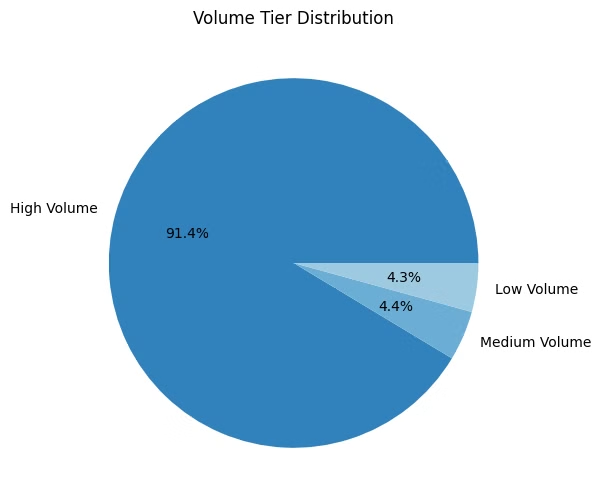 Volume Tier Distribution
High Volume
91.4%
4.3%
Low Volume
4.4%
Medium Volume